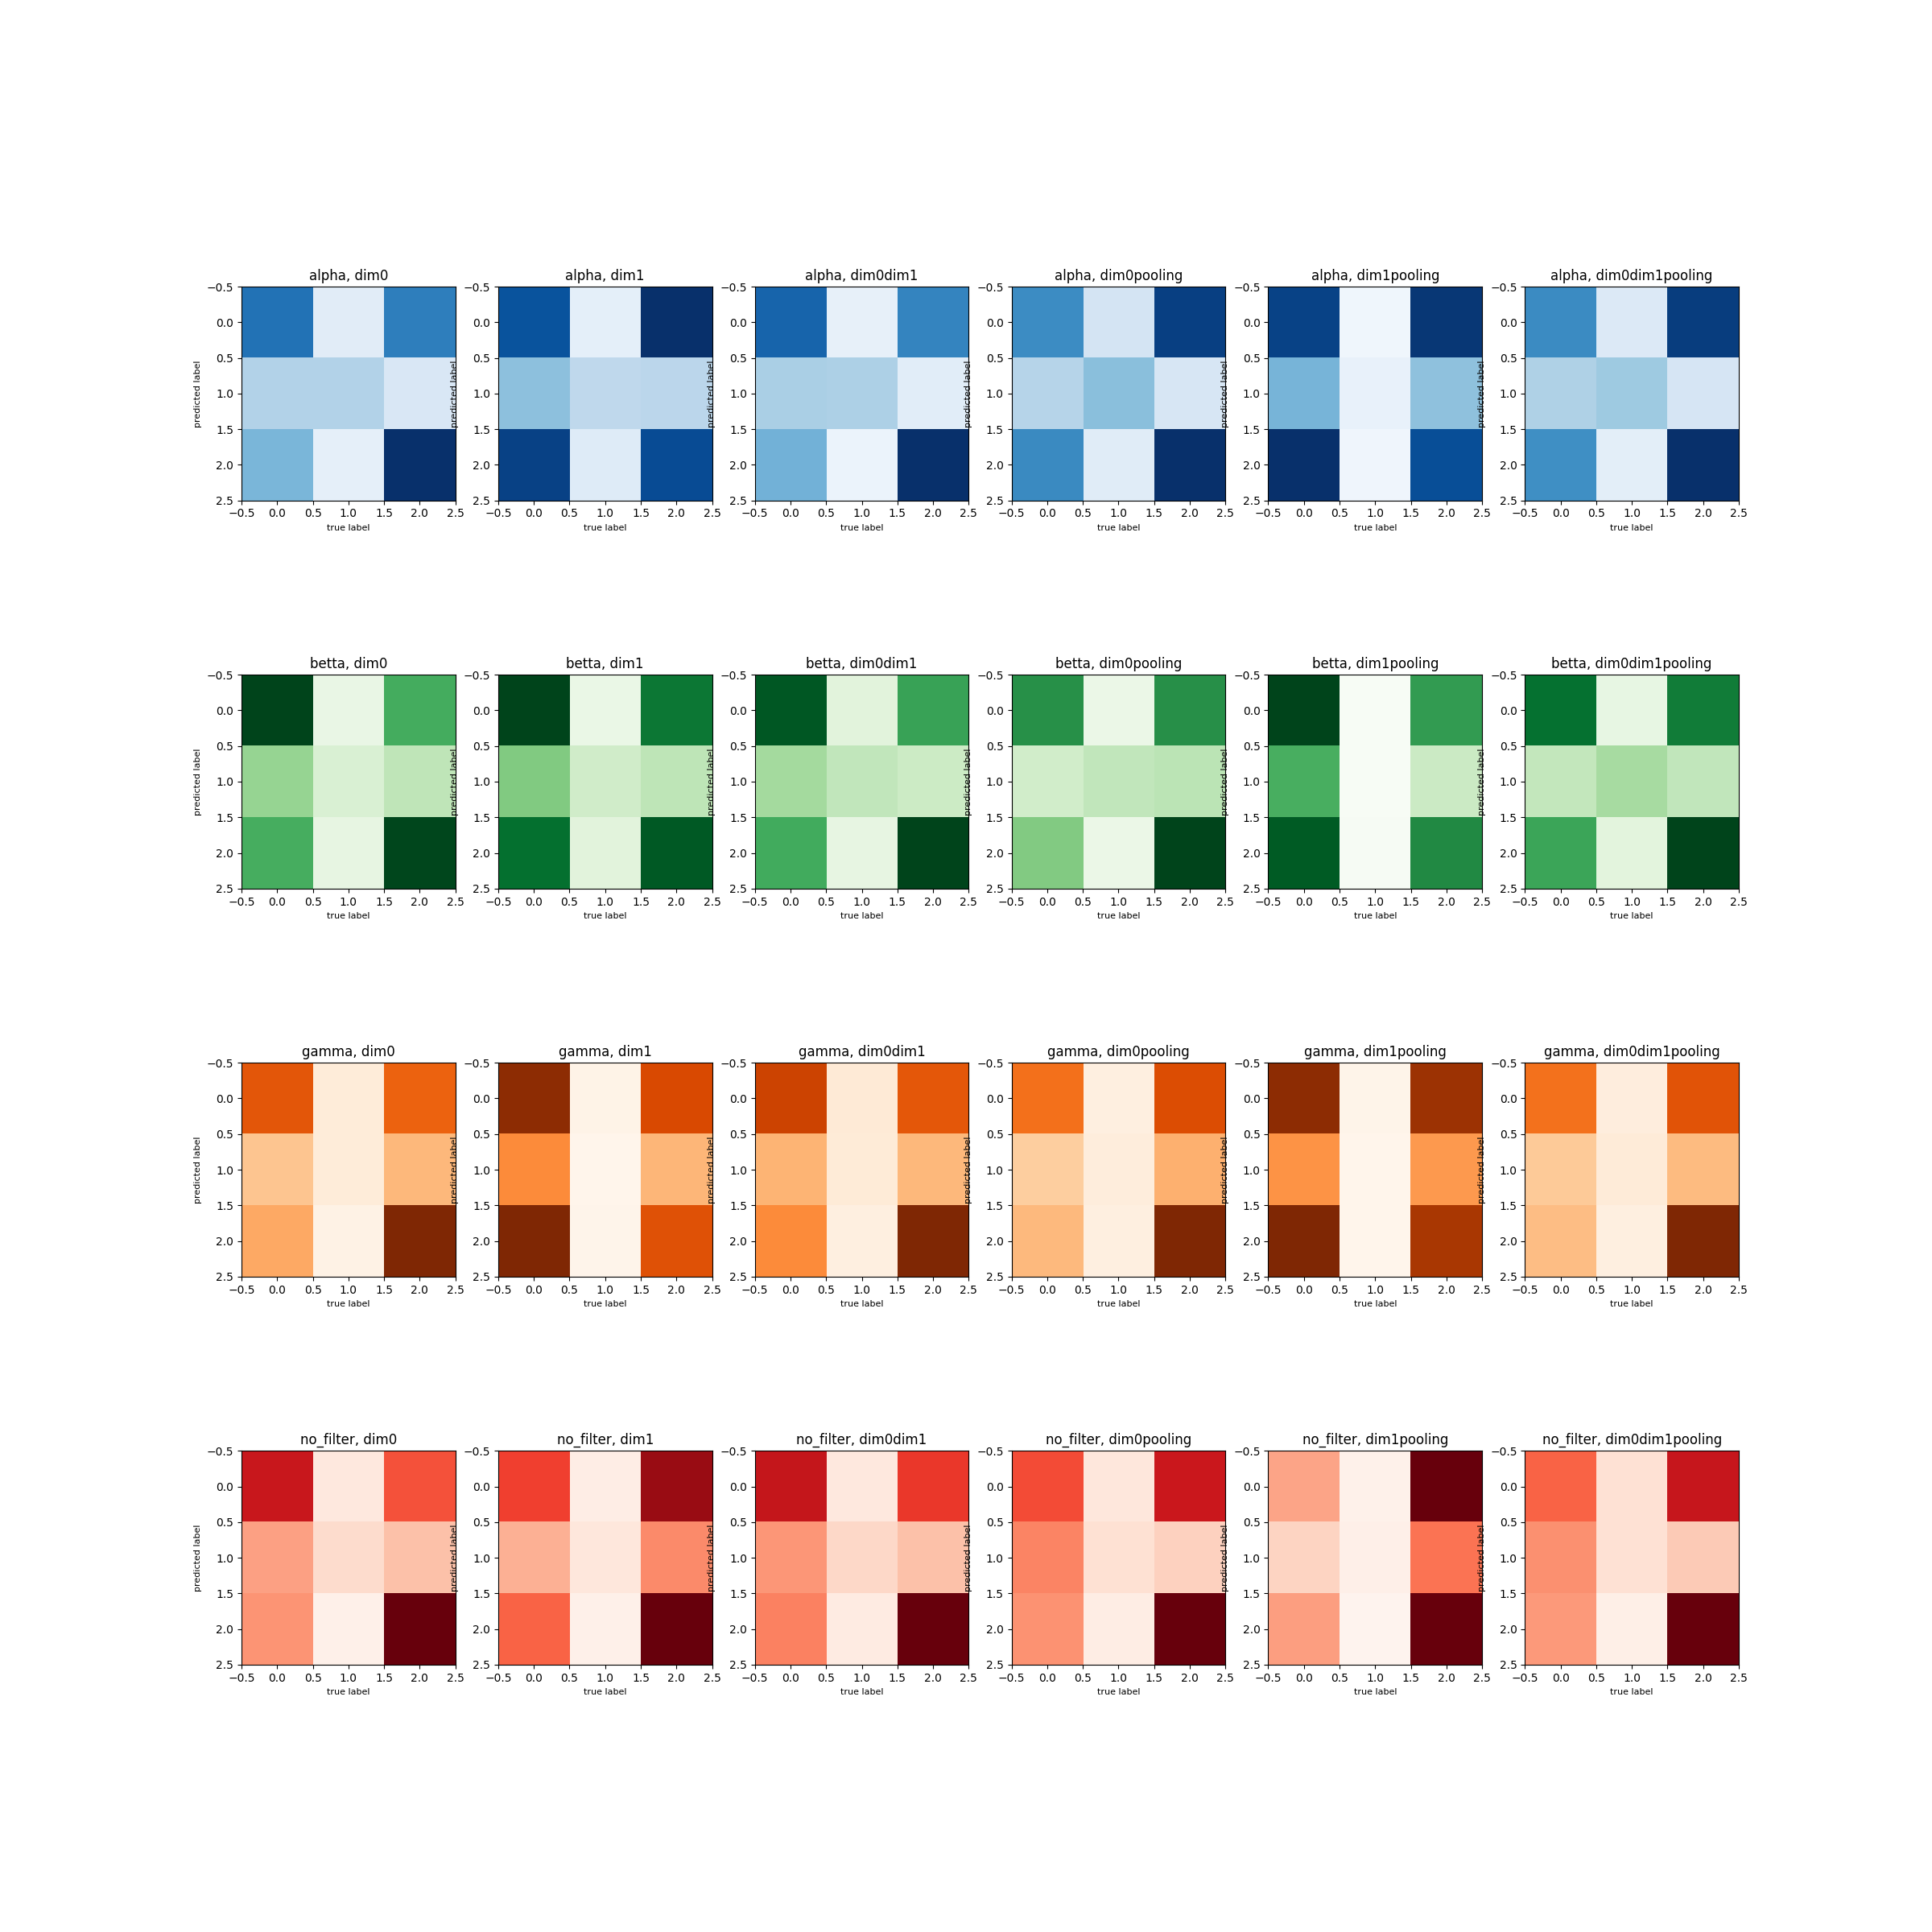 alpha, dim0 alpha, dim1 alpha, dim0dim1 alpha, dim0pooling alpha, dim1pooling alpha, dim0dim1pooling
−0.5 −0.5 −0.5 −0.5 −0.5 −0.5
0.0 0.0 0.0 0.0 0.0 0.0
0.5 0.5 0.5 0.5 0.5 0.5
predicted label predicted label predicted label predicted label predicted label predicted label
1.0 1.0 1.0 1.0 1.0 1.0
1.5 1.5 1.5 1.5 1.5 1.5
2.0 2.0 2.0 2.0 2.0 2.0
2.5 2.5 2.5 2.5 2.5 2.5
−0.5 0.0 0.5 1.0 1.5 2.0 2.5 −0.5 0.0 0.5 1.0 1.5 2.0 2.5 −0.5 0.0 0.5 1.0 1.5 2.0 2.5 −0.5 0.0 0.5 1.0 1.5 2.0 2.5 −0.5 0.0 0.5 1.0 1.5 2.0 2.5 −0.5 0.0 0.5 1.0 1.5 2.0 2.5
true label true label true label true label true label true label
betta, dim0 betta, dim1 betta, dim0dim1 betta, dim0pooling betta, dim1pooling betta, dim0dim1pooling
−0.5 −0.5 −0.5 −0.5 −0.5 −0.5
0.0 0.0 0.0 0.0 0.0 0.0
0.5 0.5 0.5 0.5 0.5 0.5
predicted label predicted label predicted label predicted label predicted label predicted label
1.0 1.0 1.0 1.0 1.0 1.0
1.5 1.5 1.5 1.5 1.5 1.5
2.0 2.0 2.0 2.0 2.0 2.0
2.5 2.5 2.5 2.5 2.5 2.5
−0.5 0.0 0.5 1.0 1.5 2.0 2.5 −0.5 0.0 0.5 1.0 1.5 2.0 2.5 −0.5 0.0 0.5 1.0 1.5 2.0 2.5 −0.5 0.0 0.5 1.0 1.5 2.0 2.5 −0.5 0.0 0.5 1.0 1.5 2.0 2.5 −0.5 0.0 0.5 1.0 1.5 2.0 2.5
true label true label true label true label true label true label
gamma, dim0 gamma, dim1 gamma, dim0dim1 gamma, dim0pooling gamma, dim1pooling gamma, dim0dim1pooling
−0.5 −0.5 −0.5 −0.5 −0.5 −0.5
0.0 0.0 0.0 0.0 0.0 0.0
0.5 0.5 0.5 0.5 0.5 0.5
predicted label predicted label predicted label predicted label predicted label predicted label
1.0 1.0 1.0 1.0 1.0 1.0
1.5 1.5 1.5 1.5 1.5 1.5
2.0 2.0 2.0 2.0 2.0 2.0
2.5 2.5 2.5 2.5 2.5 2.5
−0.5 0.0 0.5 1.0 1.5 2.0 2.5 −0.5 0.0 0.5 1.0 1.5 2.0 2.5 −0.5 0.0 0.5 1.0 1.5 2.0 2.5 −0.5 0.0 0.5 1.0 1.5 2.0 2.5 −0.5 0.0 0.5 1.0 1.5 2.0 2.5 −0.5 0.0 0.5 1.0 1.5 2.0 2.5
true label true label true label true label true label true label
no_filter, dim0 no_filter, dim1 no_filter, dim0dim1 no_filter, dim0pooling no_filter, dim1pooling no_filter, dim0dim1pooling
−0.5 −0.5 −0.5 −0.5 −0.5 −0.5
0.0 0.0 0.0 0.0 0.0 0.0
0.5 0.5 0.5 0.5 0.5 0.5
predicted label predicted label predicted label predicted label predicted label predicted label
1.0 1.0 1.0 1.0 1.0 1.0
1.5 1.5 1.5 1.5 1.5 1.5
2.0 2.0 2.0 2.0 2.0 2.0
2.5 2.5 2.5 2.5 2.5 2.5
−0.5 0.0 0.5 1.0 1.5 2.0 2.5 −0.5 0.0 0.5 1.0 1.5 2.0 2.5 −0.5 0.0 0.5 1.0 1.5 2.0 2.5 −0.5 0.0 0.5 1.0 1.5 2.0 2.5 −0.5 0.0 0.5 1.0 1.5 2.0 2.5 −0.5 0.0 0.5 1.0 1.5 2.0 2.5
true label true label true label true label true label true label